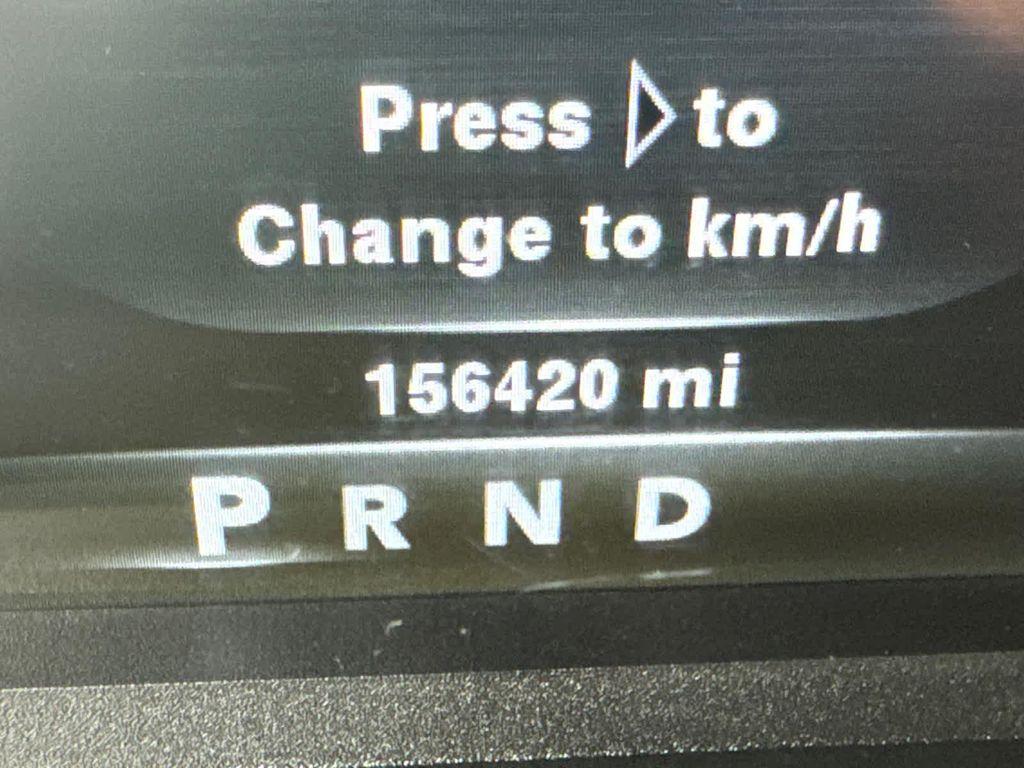 Press ▷ to
Change to km/h
156420 mi
P R N D